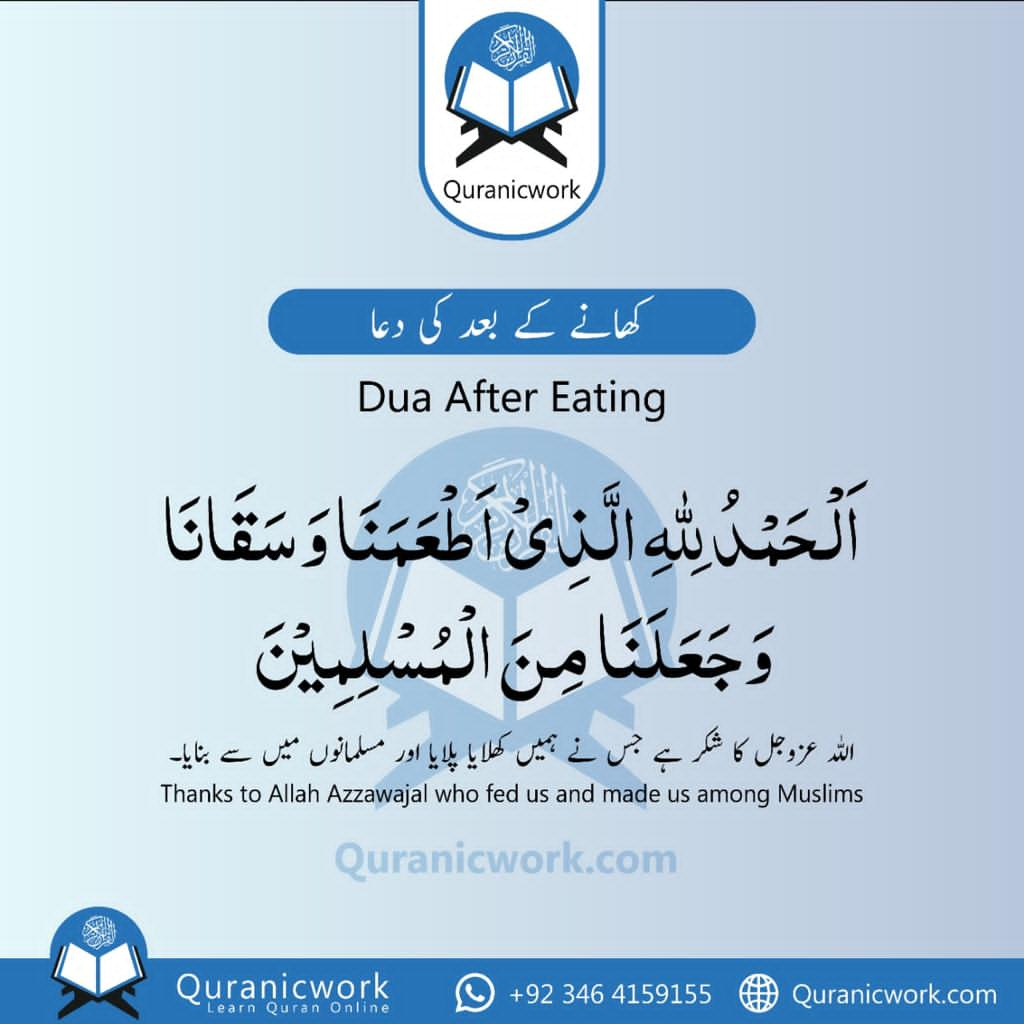 Quranicwork
کھانے کے بعد کی دعا
Dua After Eating
اَلْحَمْدُ لِلّٰهِ الَّذِیْ اَطْعَمَنَا وَسَقَانَا
وَجَعَلَنَا مِنَ الْمُسْلِمِیْنَ
اللہ عزوجل کا شکر ہے جس نے ہمیں کھلایا پلایا اور مسلمانوں میں سے بنایا۔
Thanks to Allah Azzawajal who fed us and made us among Muslims
Quranicwork.com
Quranicwork
Learn Quran Online
+92 346 4159155
Quranicwork.com